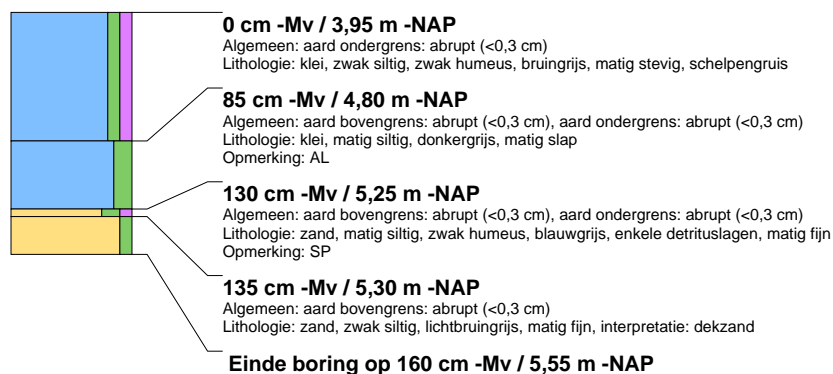 0 cm -Mv / 3,95 m -NAP
Algemeen: aard ondergrens: abrupt (<0,3 cm)
Lithologie: klei, zwak siltig, zwak humeus, bruingrijs, matig stevig, schelpengruis
85 cm -Mv / 4,80 m -NAP
Algemeen: aard bovengrens: abrupt (<0,3 cm), aard ondergrens: abrupt (<0,3 cm)
Lithologie: klei, matig siltig, donkergrijs, matig slap
Opmerking: AL
130 cm -Mv / 5,25 m -NAP
Algemeen: aard bovengrens: abrupt (<0,3 cm), aard ondergrens: abrupt (<0,3 cm)
Lithologie: zand, matig siltig, zwak humeus, blauwgrijs, enkele detrituslagen, matig fijn
Opmerking: SP
135 cm -Mv / 5,30 m -NAP
Algemeen: aard bovengrens: abrupt (<0,3 cm)
Lithologie: zand, zwak siltig, lichtbruingrijs, matig fijn, interpretatie: dekzand
Einde boring op 160 cm -Mv / 5,55 m -NAP